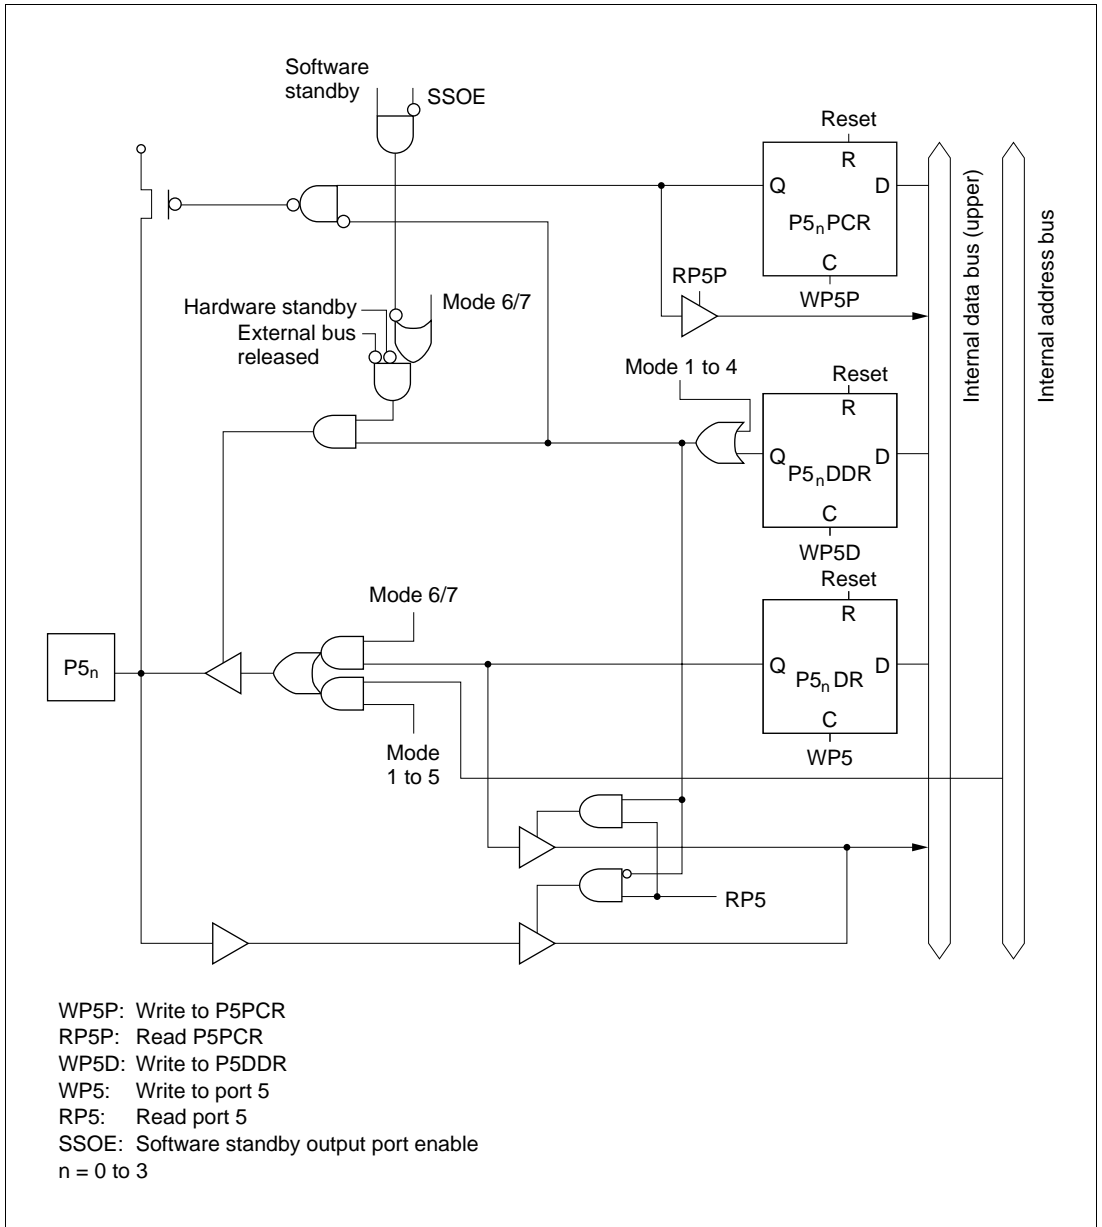 Software
standby
SSOE
Reset
R
Q
D
P5nPCR
C
WP5P
RP5P
Hardware standby
Mode 6/7
External bus
released
Internal data bus (upper)
Internal address bus
Mode 1 to 4
Reset
R
Q
D
P5nDDR
C
WP5D
Reset
R
Mode 6/7
P5n
Q
D
P5n DR
C
WP5
Mode
1 to 5
RP5
WP5P: Write to P5PCR
RP5P: Read P5PCR
WP5D: Write to P5DDR
WP5: Write to port 5
RP5: Read port 5
SSOE: Software standby output port enable
n = 0 to 3